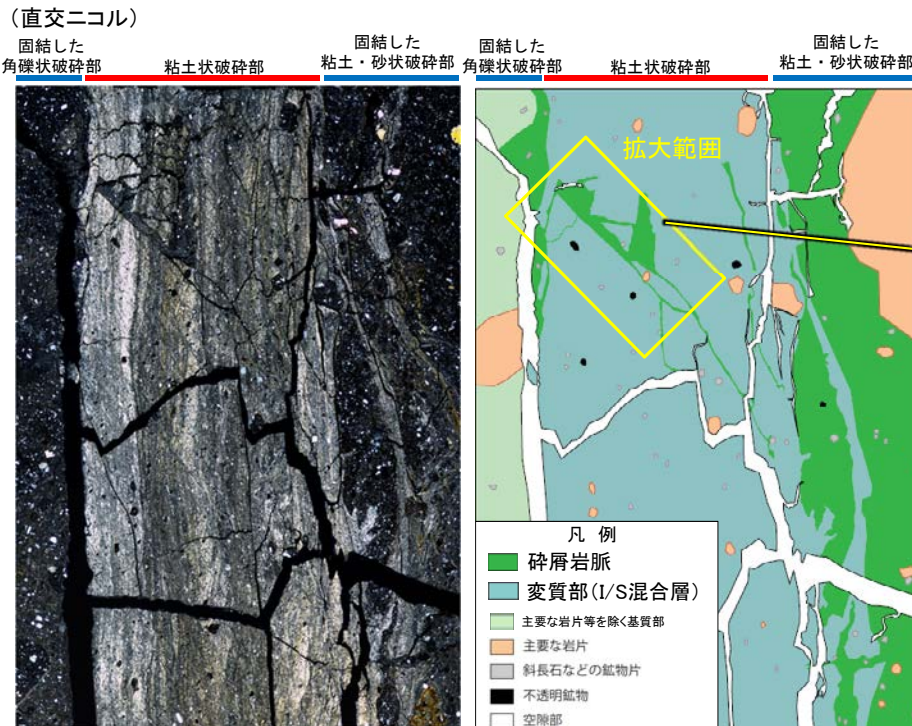 （直交ニコル）
固結した
角礫状破砕部
粘土状破砕部
固結した
粘土・砂状破砕部
固結した
角礫状破砕部
粘土状破砕部
固結した
粘土・砂状破砕部
拡大範囲
凡 例
砕屑岩脈
変質部(I/S混合層)
主要な岩片等を除く基質部
主要な岩片
斜長石などの鉱物片
不透明鉱物
空隙部